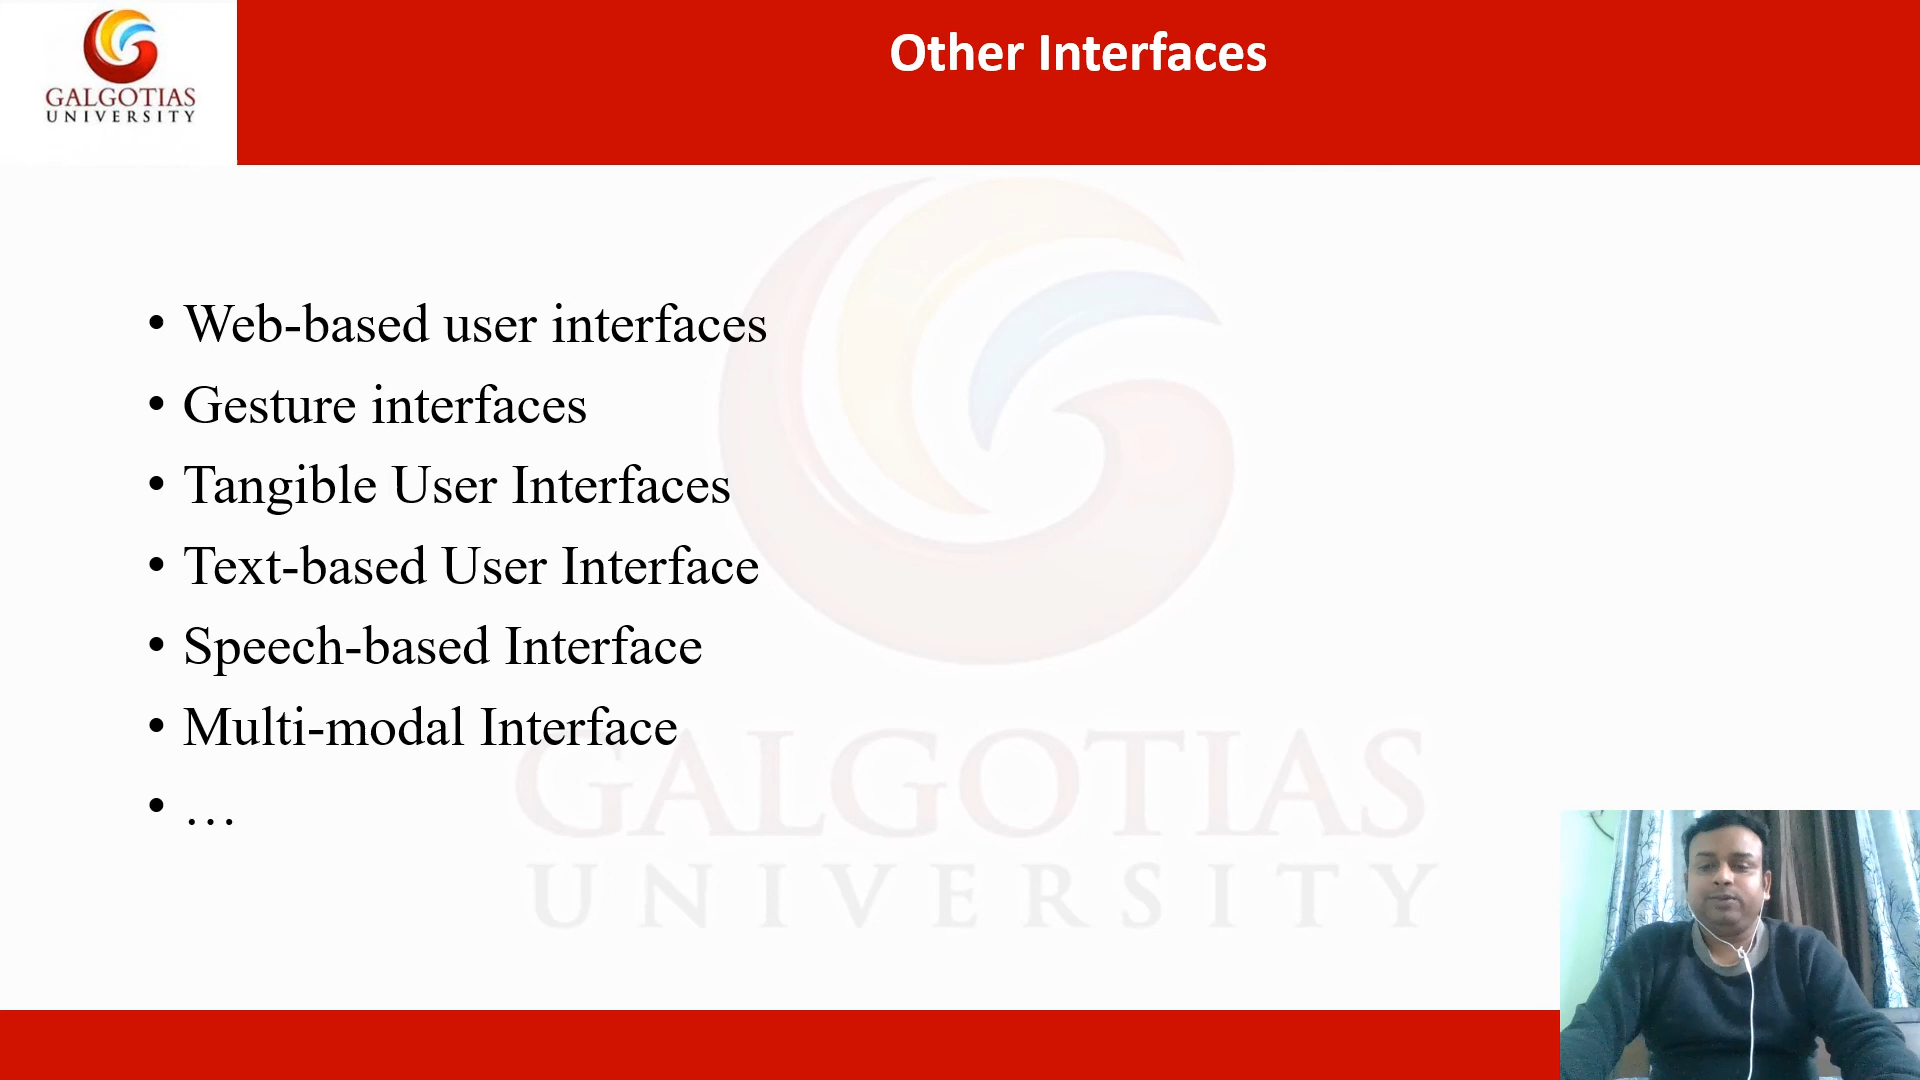 GALGOTIAS
UNIVERSITY
Other Interfaces
• Web-based user interfaces
• Gesture interfaces
• Tangible User Interfaces
• Text-based User Interface
• Speech-based Interface
• Multi-modal Interface
• …
GALGOTIAS
UNIVERSITY